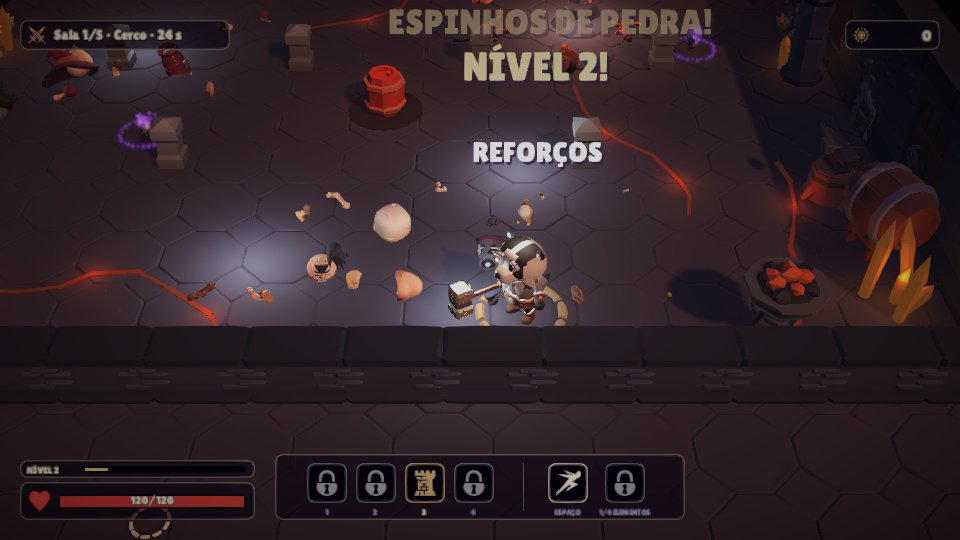 ESPINHOS DE PEDRA!
Sala 1/5 · Cerco · 24 s
0
NÍVEL 2!
REFORÇOS
NÍVEL 2
120/120
1
2
3
4
ESPAÇO
1/4 ELEMENTOS